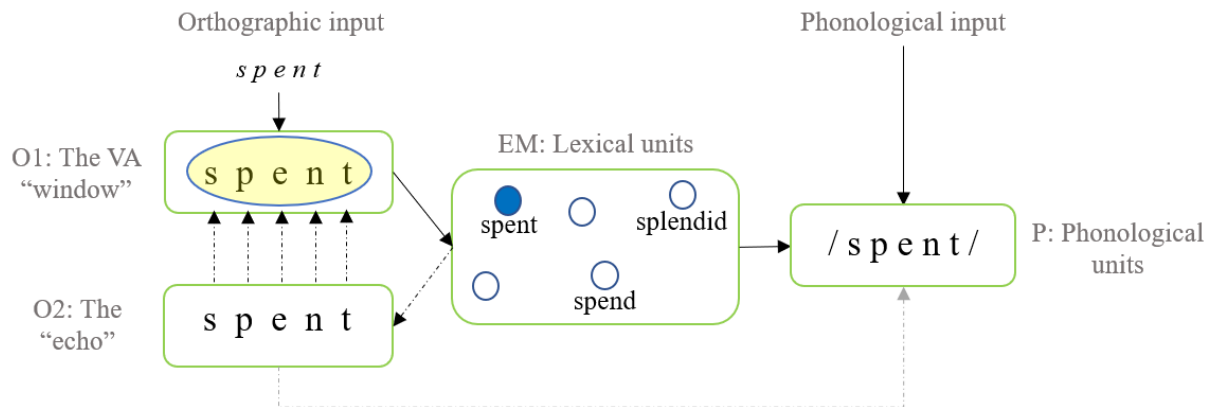 Orthographic input
s p e n t
O1: The VA
“window”
s p e n t
O2: The
“echo”
s p e n t
EM: Lexical units
spent
splendid
spend
Phonological input
/ s p e n t /
P: Phonological
units